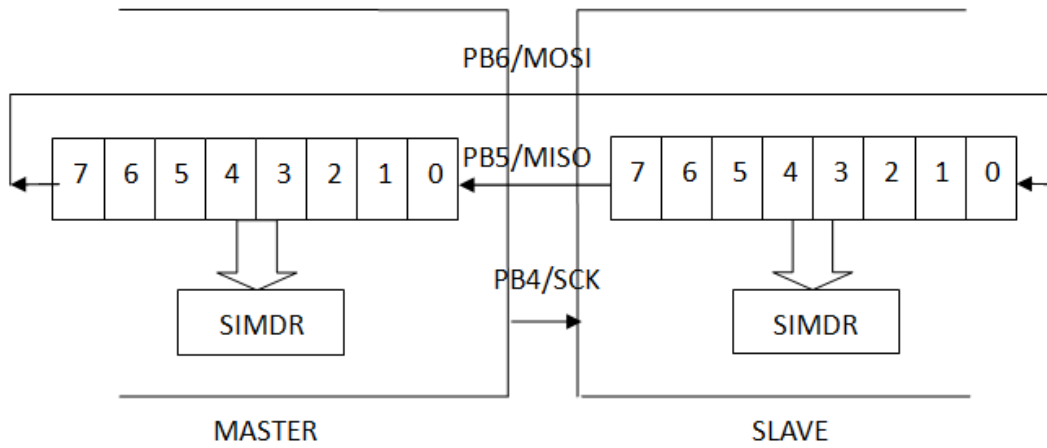 PB6/MOSI
7 6 5 4 3 2 1 0
PB5/MISO
7 6 5 4 3 2 1 0
PB4/SCK
SIMDR
SIMDR
MASTER
SLAVE